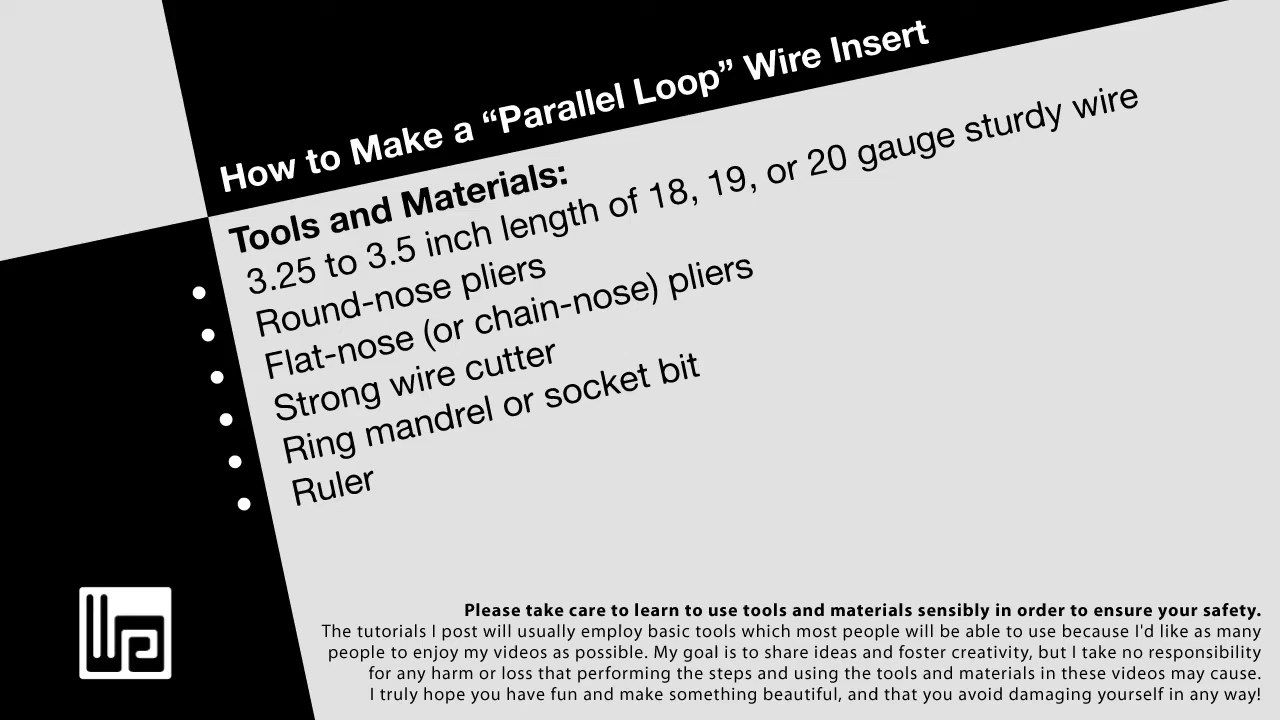 How to Make a “Parallel Loop” Wire Insert
Tools and Materials:
• 3.25 to 3.5 inch length of 18, 19, or 20 gauge sturdy wire
• Round-nose pliers
• Flat-nose (or chain-nose) pliers
• Strong wire cutter
• Ring mandrel or socket bit
• Ruler
Please take care to learn to use tools and materials sensibly in order to ensure your safety.
The tutorials I post will usually employ basic tools which most people will be able to use because I'd like as many
people to enjoy my videos as possible. My goal is to share ideas and foster creativity, but I take no responsibility
for any harm or loss that performing the steps and using the tools and materials in these videos may cause.
I truly hope you have fun and make something beautiful, and that you avoid damaging yourself in any way!